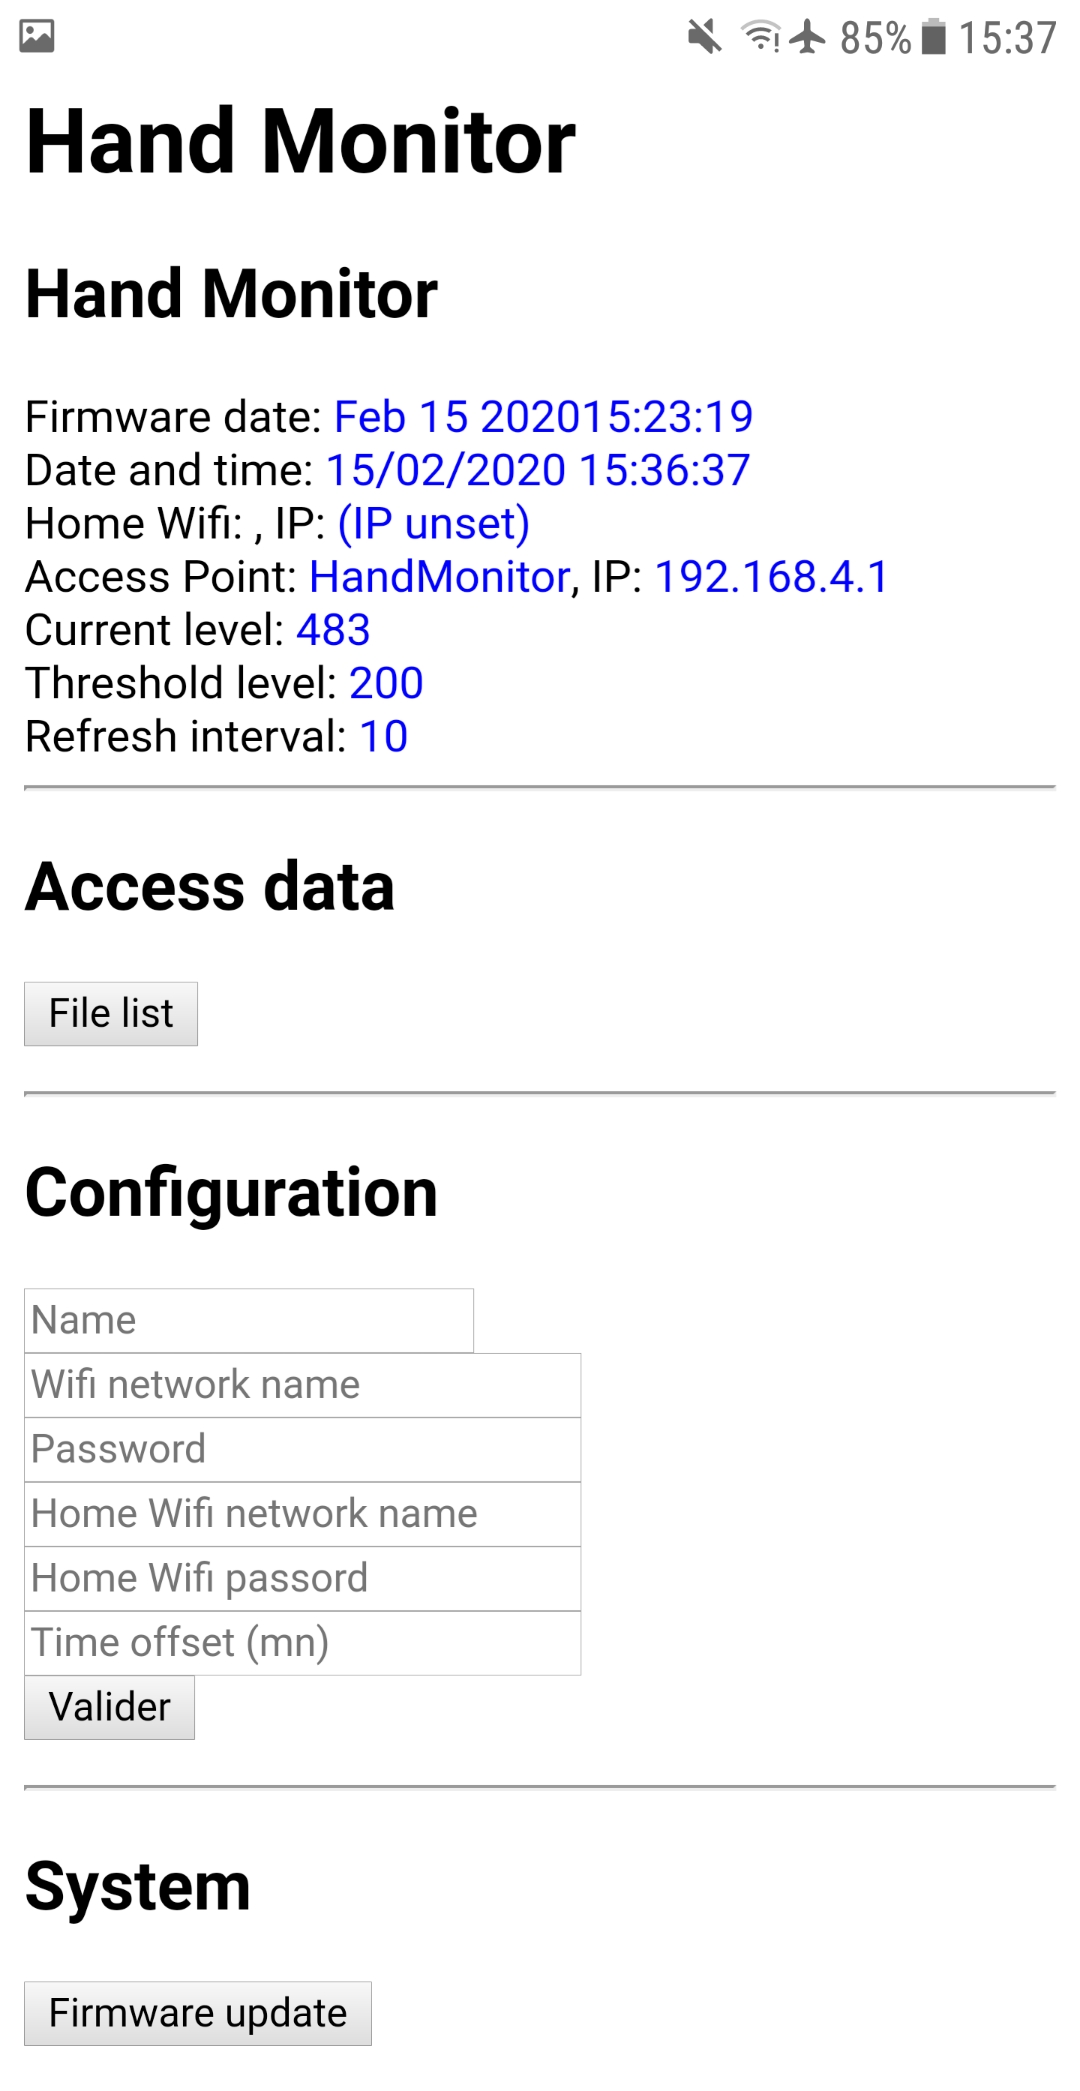 85% 15:37
Hand Monitor
Hand Monitor
Firmware date: Feb 15 202015:23:19
Date and time: 15/02/2020 15:36:37
Home Wifi: , IP: (IP unset)
Access Point: HandMonitor, IP: 192.168.4.1
Current level: 483
Threshold level: 200
Refresh interval: 10
Access data
File list
Configuration
Name
Wifi network name
Password
Home Wifi network name
Home Wifi passord
Time offset (mn)
Valider
System
Firmware update